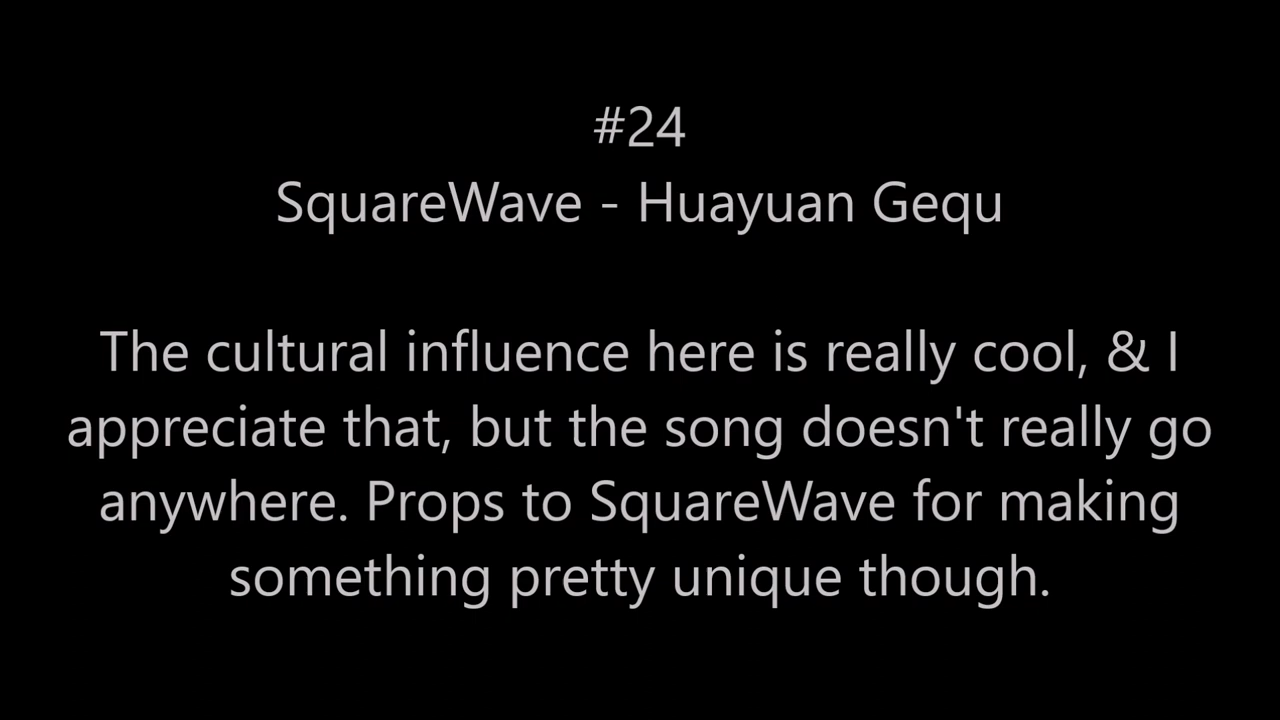 #24
SquareWave - Huayuan Gequ
The cultural influence here is really cool, & I
appreciate that, but the song doesn't really go
anywhere. Props to SquareWave for making
something pretty unique though.